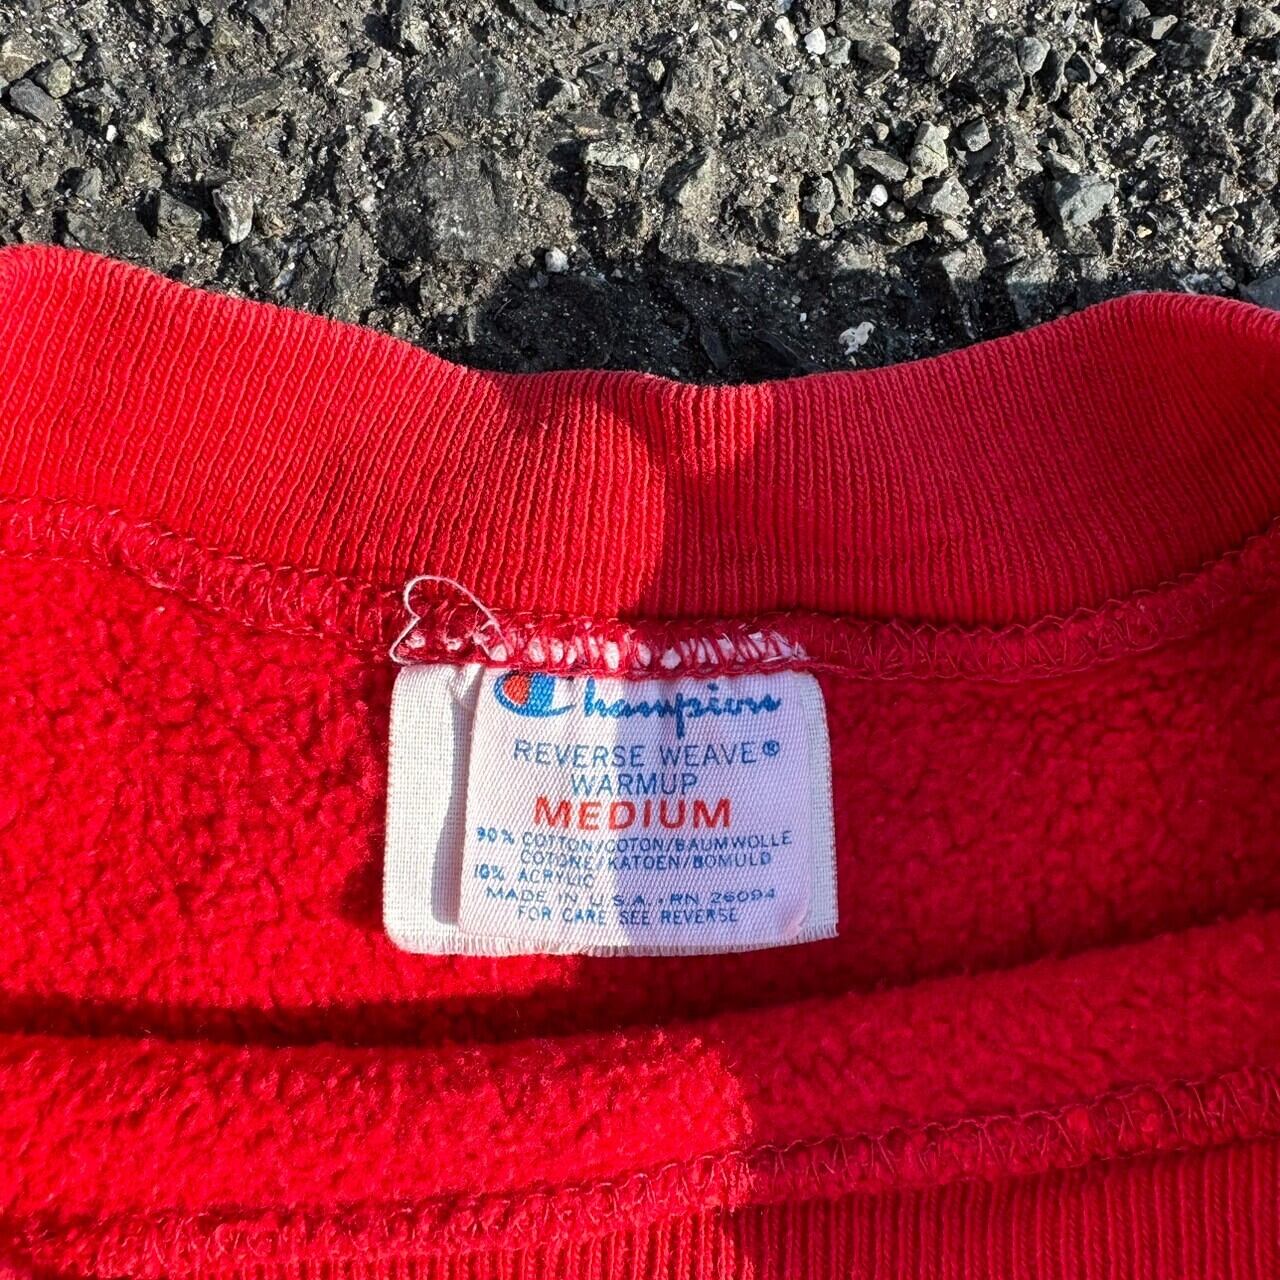 Champion
REVERSE WEAVE®
WARMUP
MEDIUM
90% COTTON/COTON/BAUMWOLLE
COTONE/KATOEN/BOMULD
10% ACRYLIC
MADE IN U.S.A. • RN 26094
FOR CARE SEE REVERSE